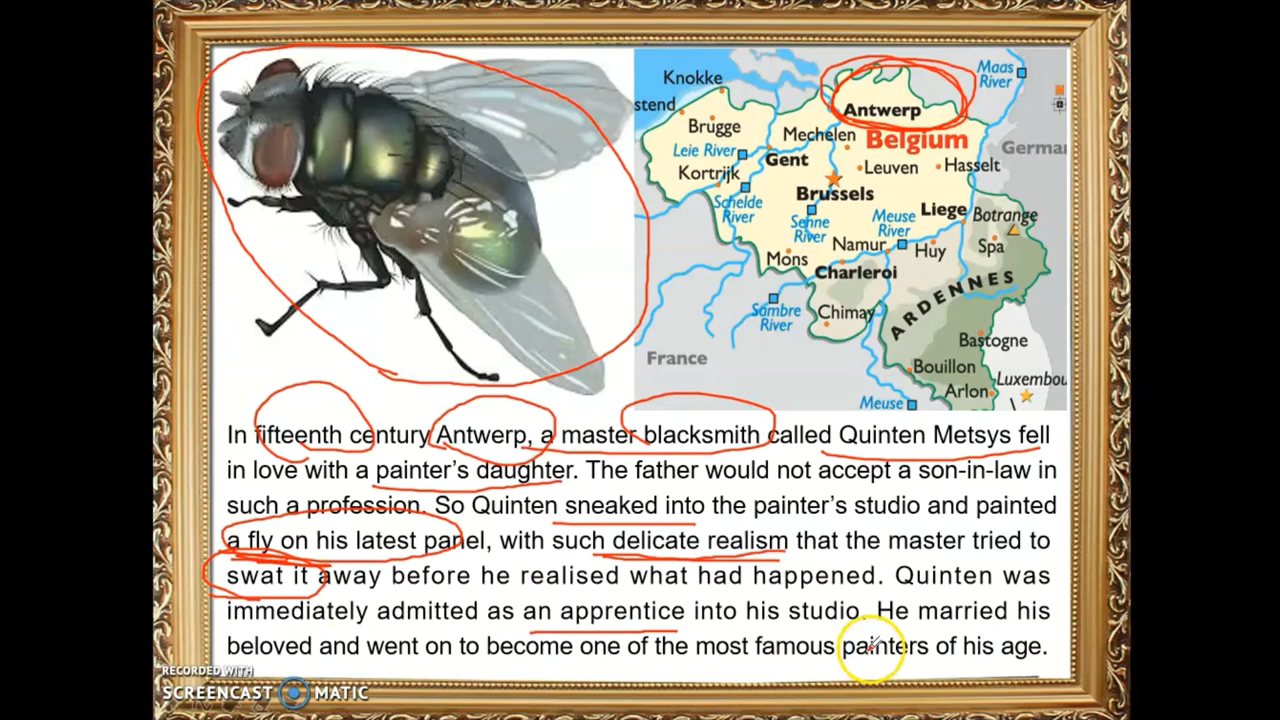 Knokke
Maas
River
stend
Antwerp
Brugge
Mechelen
Belgium
German
Leie River
Gent
Leuven
Hasselt
Kortrijk
Brussels
Schelde
River
Senne
River
Meuse
River
Liege
Botrange
Namur
Huy
Spa
Mons
Charleroi
Sambre
River
Chimay
ARDENNES
France
Bastogne
Bouillon
Luxembou
Arlon
Meuse
In fifteenth century Antwerp, a master blacksmith called Quinten Metsys fell
in love with a painter's daughter. The father would not accept a son-in-law in
such a profession. So Quinten sneaked into the painter's studio and painted
a fly on his latest panel, with such delicate realism that the master tried to
swat it away before he realised what had happened. Quinten was
immediately admitted as an apprentice into his studio. He married his
beloved and went on to become one of the most famous painters of his age.
RECORDED WITH
SCREENCAST MATIC